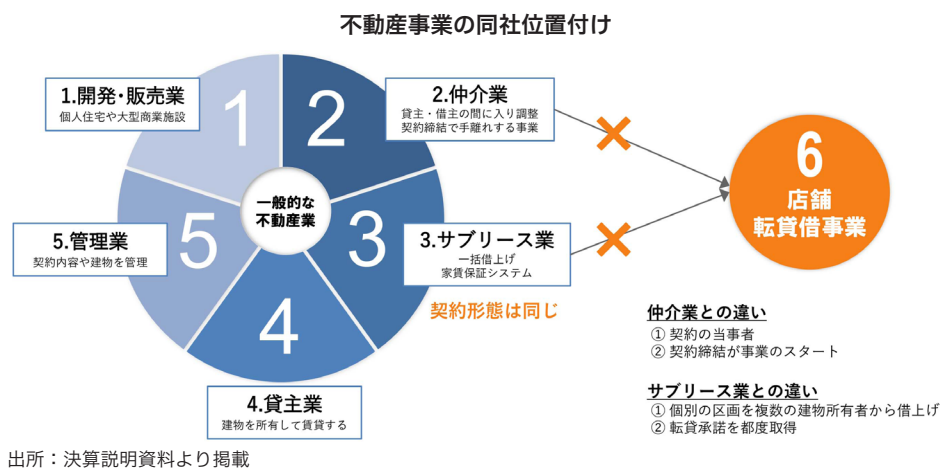 不動産事業の同社位置付け
1
1.開発・販売業
個人住宅や大型商業施設
2
2.仲介業
貸主・借主の間に入り調整
契約締結で手離れする事業
一般的な
不動産業
3
3.サブリース業
一括借上げ
家賃保証システム
契約形態は同じ
4
4.貸主業
建物を所有して賃貸する
5
5.管理業
契約内容や建物を管理
6
店舗
転貸借事業
仲介業との違い
① 契約の当事者
② 契約締結が事業のスタート
サブリース業との違い
① 個別の区画を複数の建物所有者から借上げ
② 転貸承諾を都度取得
出所：決算説明資料より掲載